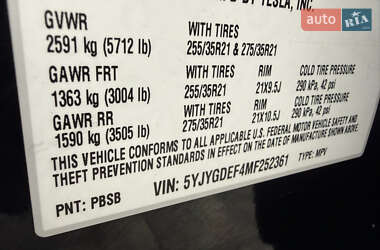 auto RIA
BY TESLA, INC.
GVWR WITH TIRES
2591 kg (5712 lb) 255/35R21 & 275/35R21
GAWR FRT WITH TIRES RIM COLD TIRE PRESSURE
1363 kg (3004 lb) 255/35R21 21X9.5J 290 kPa, 42 psi
GAWR RR WITH TIRES RIM COLD TIRE PRESSURE
1590 kg (3505 lb) 275/35R21 21X10.5J 290 kPa, 42 psi
THIS VEHICLE CONFORMS TO ALL APPLICABLE U.S. FEDERAL MOTOR VEHICLE SAFETY AND
THEFT PREVENTION STANDARDS IN EFFECT ON THE DATE OF MANUFACTURE SHOWN ABOVE.
VIN: 5YJYGDEF4MF252361 TYPE: MPV
PNT: PBSB